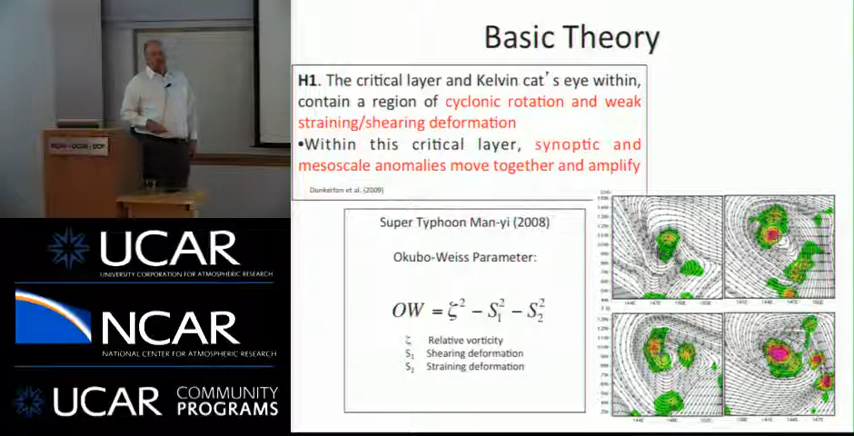 Basic Theory
H1. The critical layer and Kelvin cat's eye within,
contain a region of cyclonic rotation and weak
straining/shearing deformation
•Within this critical layer, synoptic and
mesoscale anomalies move together and amplify
Dunkerton et al. (2009)
Super Typhoon Man-yi (2008)
Okubo-Weiss Parameter:
OW = ζ² − S₁² − S₂²
ζ Relative vorticity
S₁ Shearing deformation
S₂ Straining deformation
UCAR
UNIVERSITY CORPORATION FOR ATMOSPHERIC RESEARCH
NCAR
NATIONAL CENTER FOR ATMOSPHERIC RESEARCH
UCAR COMMUNITY
PROGRAMS